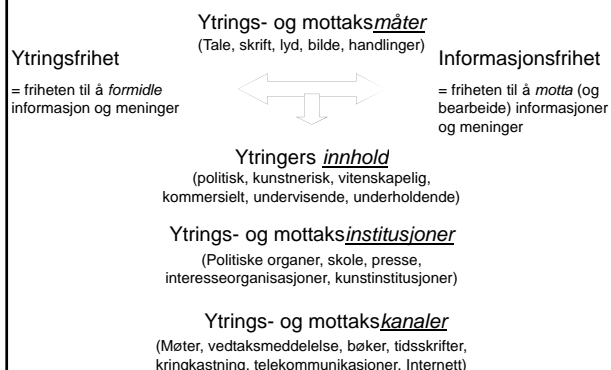 Ytrings- og mottaksmåter
(Tale, skrift, lyd, bilde, handlinger)
Ytringsfrihet
= friheten til å formidle
informasjon og meninger
Informasjonsfrihet
= friheten til å motta (og
bearbeide) informasjoner
og meninger
Ytringers innhold
(politisk, kunstnerisk, vitenskapelig,
kommersielt, undervisende, underholdende)
Ytrings- og mottaksinstitusjoner
(Politiske organer, skole, presse,
interesseorganisasjoner, kunstinstitusjoner)
Ytrings- og mottakskanaler
(Møter, vedtaksmeddelelse, bøker, tidsskrifter,
kringkastning, telekommunikasjoner, Internett)